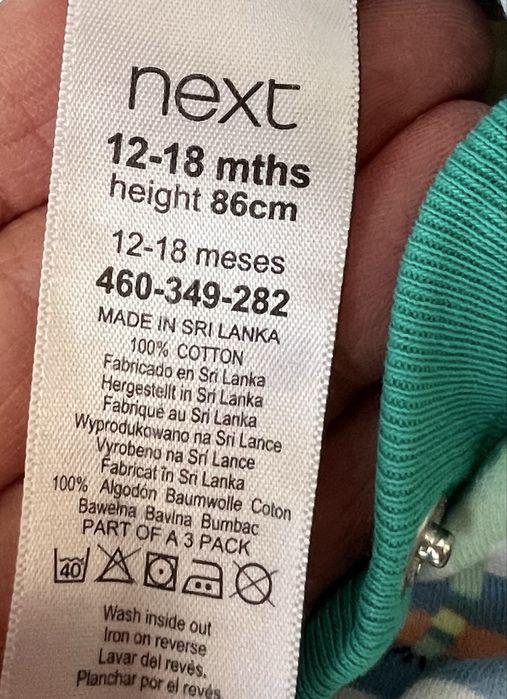 next
12-18 mths
height 86cm
12-18 meses
460-349-282
MADE IN SRI LANKA
100% COTTON
Fabricado en Sri Lanka
Hergestellt in Sri Lanka
Fabriqué au Sri Lanka
Wyprodukowano na Sri Lance
Vyrobeno na Srí Lance
Fabricat în Sri Lanka
100% Algodón Baumwolle Coton
Bawełna Bavlna Bumbac
PART OF A 3 PACK
40
Wash inside out
Iron on reverse
Lavar del revés.
Planchar por el revés